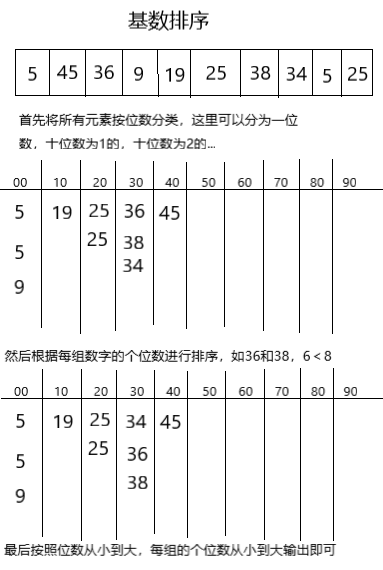 基数排序
5 45 36 9 19 25 38 34 5 25
首先将所有元素按位数分类，这里可以分为一位
数，十位数为1的，十位数为2的...
00 10 20 30 40 50 60 70 80 90
5 19 25 36 45
5 25 38
34
9
然后根据每组数字的个位数进行排序，如36和38，6<8
00 10 20 30 40 50 60 70 80 90
5 19 25 34 45
5 25 36
9 38
最后按照位数从小到大，每组的个位数从小到大输出即可